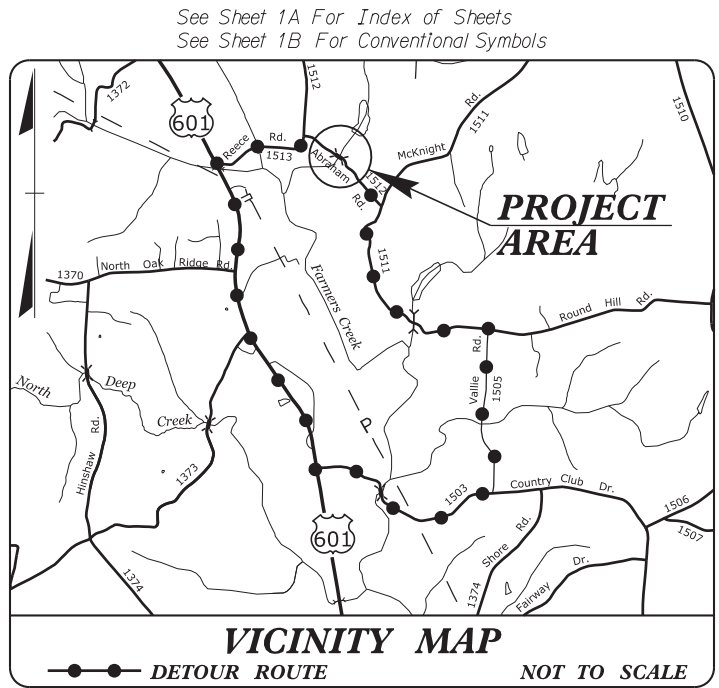 See Sheet 1A For Index of Sheets
See Sheet 1B For Conventional Symbols
1372
601
1512
Rd.
1511
1510
Reece Rd.
1513
Abraham
Rd.
1512
McKnight
PROJECT
AREA
1370
North Oak Ridge Rd.
Farmers Creek
1511
Round Hill Rd.
North Deep
Creek
Hinshaw Rd.
Vallie Rd.
1505
P
1373
1503
Country Club Dr.
1506
1507
601
Shore Rd.
1374
1374
Fairway Dr.
VICINITY MAP
DETOUR ROUTE
NOT TO SCALE